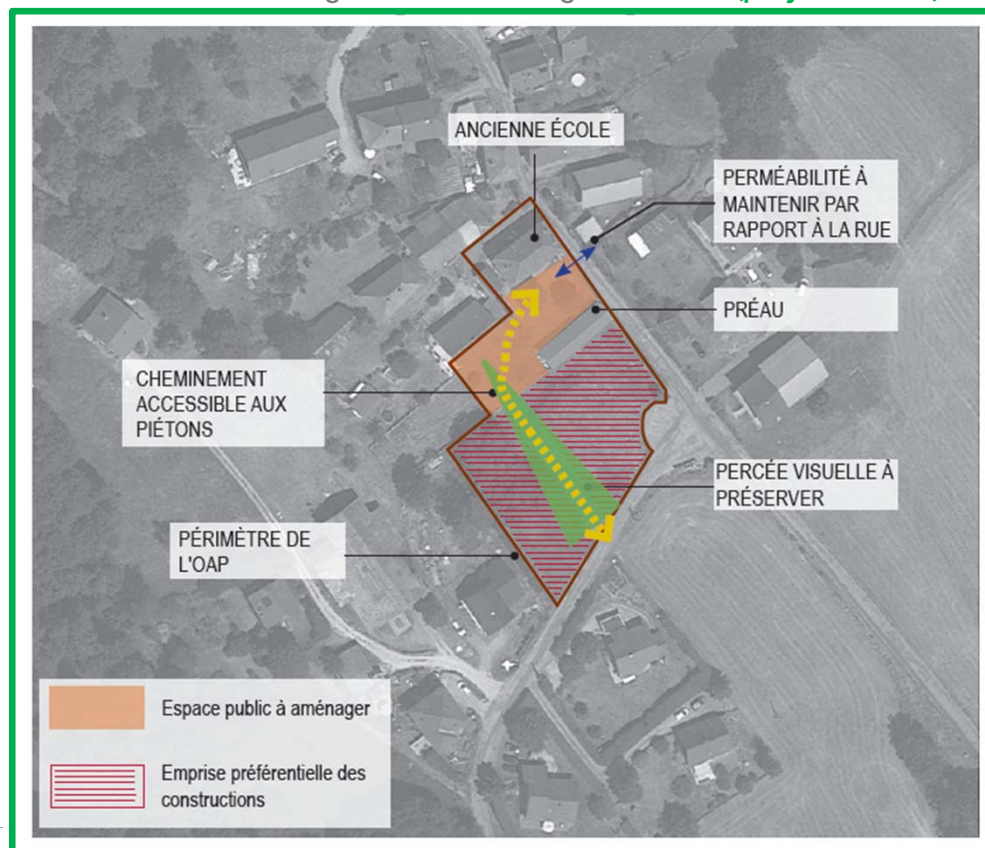 ANCIENNE ÉCOLE
PERMÉABILITÉ À
MAINTENIR PAR
RAPPORT À LA RUE
PRÉAU
CHEMINEMENT
ACCESSIBLE AUX
PIÉTONS
PERCÉE VISUELLE À
PRÉSERVER
PÉRIMÈTRE DE
L'OAP
Espace public à aménager
Emprise préférentielle des
constructions